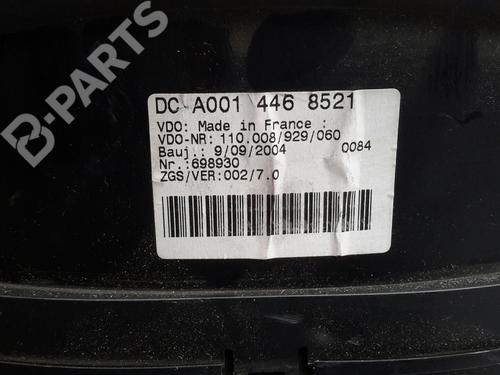 B-PARTS
DC A001 446 8521
VDO: Made in France :
VDO-NR: 110.008/929/060
Bauj.: 9/09/2004 0084
Nr.:698930
ZGS/VER:002/7.0